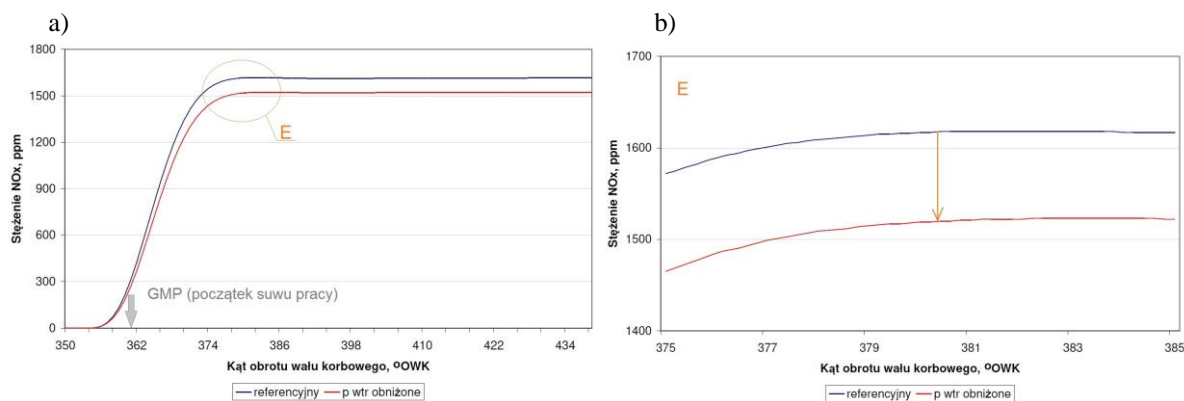 a)
1800
1500
1200
900
600
300
0
Stężenie NOx, ppm
E
GMP (początek suwu pracy)
350 362 374 386 398 410 422 434
Kąt obrotu wału korbowego, ºOWK
referencyjny p wtr obniżone
b)
1700
1600
1500
1400
Stężenie NOx, ppm
E
375 377 379 381 383 385
Kąt obrotu wału korbowego, ºOWK
referencyjny p wtr obniżone